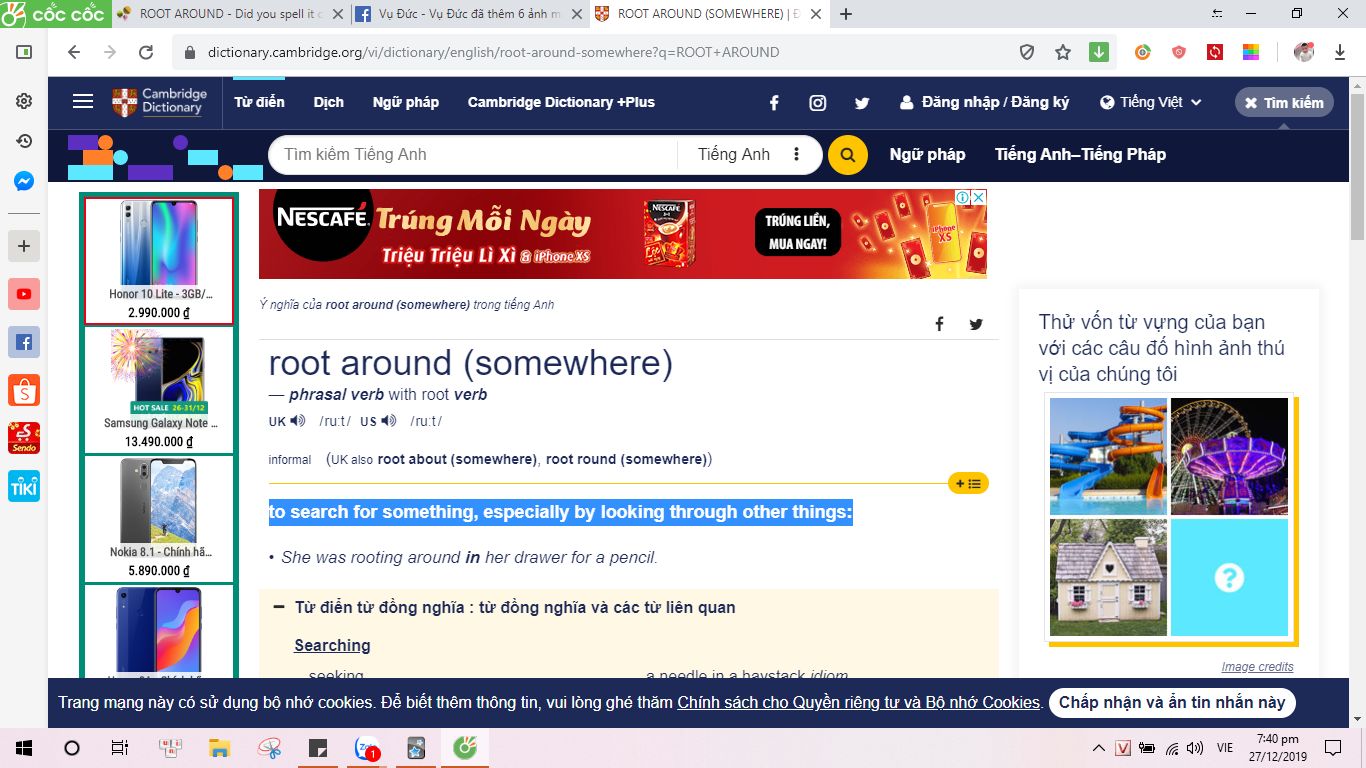 CỐC CỐC
ROOT AROUND - Did you spell it c
Vụ Đức - Vụ Đức đã thêm 6 ảnh m
ROOT AROUND (SOMEWHERE) | Đ
dictionary.cambridge.org/vi/dictionary/english/root-around-somewhere?q=ROOT+AROUND
Cambridge
Dictionary
Từ điển
Dịch
Ngữ pháp
Cambridge Dictionary +Plus
Đăng nhập / Đăng ký
Tiếng Việt
Tìm kiếm
Tìm kiếm Tiếng Anh
Tiếng Anh
Ngữ pháp
Tiếng Anh–Tiếng Pháp
NESCAFÉ
Trúng Mỗi Ngày
Triệu Triệu Lì Xì & iPhone XS
TRÚNG LIỀN,
MUA NGAY!
iPhone
XS
Honor 10 Lite - 3GB/...
2.990.000 ₫
HOT SALE 26-31/12
Samsung Galaxy Note ...
13.490.000 ₫
Nokia 8.1 - Chính hã...
5.890.000 ₫
Ý nghĩa của root around (somewhere) trong tiếng Anh
root around (somewhere)
— phrasal verb with root verb
UK /ruːt/ US /ruːt/
informal (UK also root about (somewhere), root round (somewhere))
to search for something, especially by looking through other things:
• She was rooting around in her drawer for a pencil.
Từ điển từ đồng nghĩa : từ đồng nghĩa và các từ liên quan
Searching
seeking
a needle in a haystack idiom
Thử vốn từ vựng của bạn
với các câu đố hình ảnh thú
vị của chúng tôi
Image credits
Sendo
TIKI
Trang mạng này có sử dụng bộ nhớ cookies. Để biết thêm thông tin, vui lòng ghé thăm Chính sách cho Quyền riêng tư và Bộ nhớ Cookies.
Chấp nhận và ẩn tin nhắn này
1
VIE
7:40 pm
27/12/2019